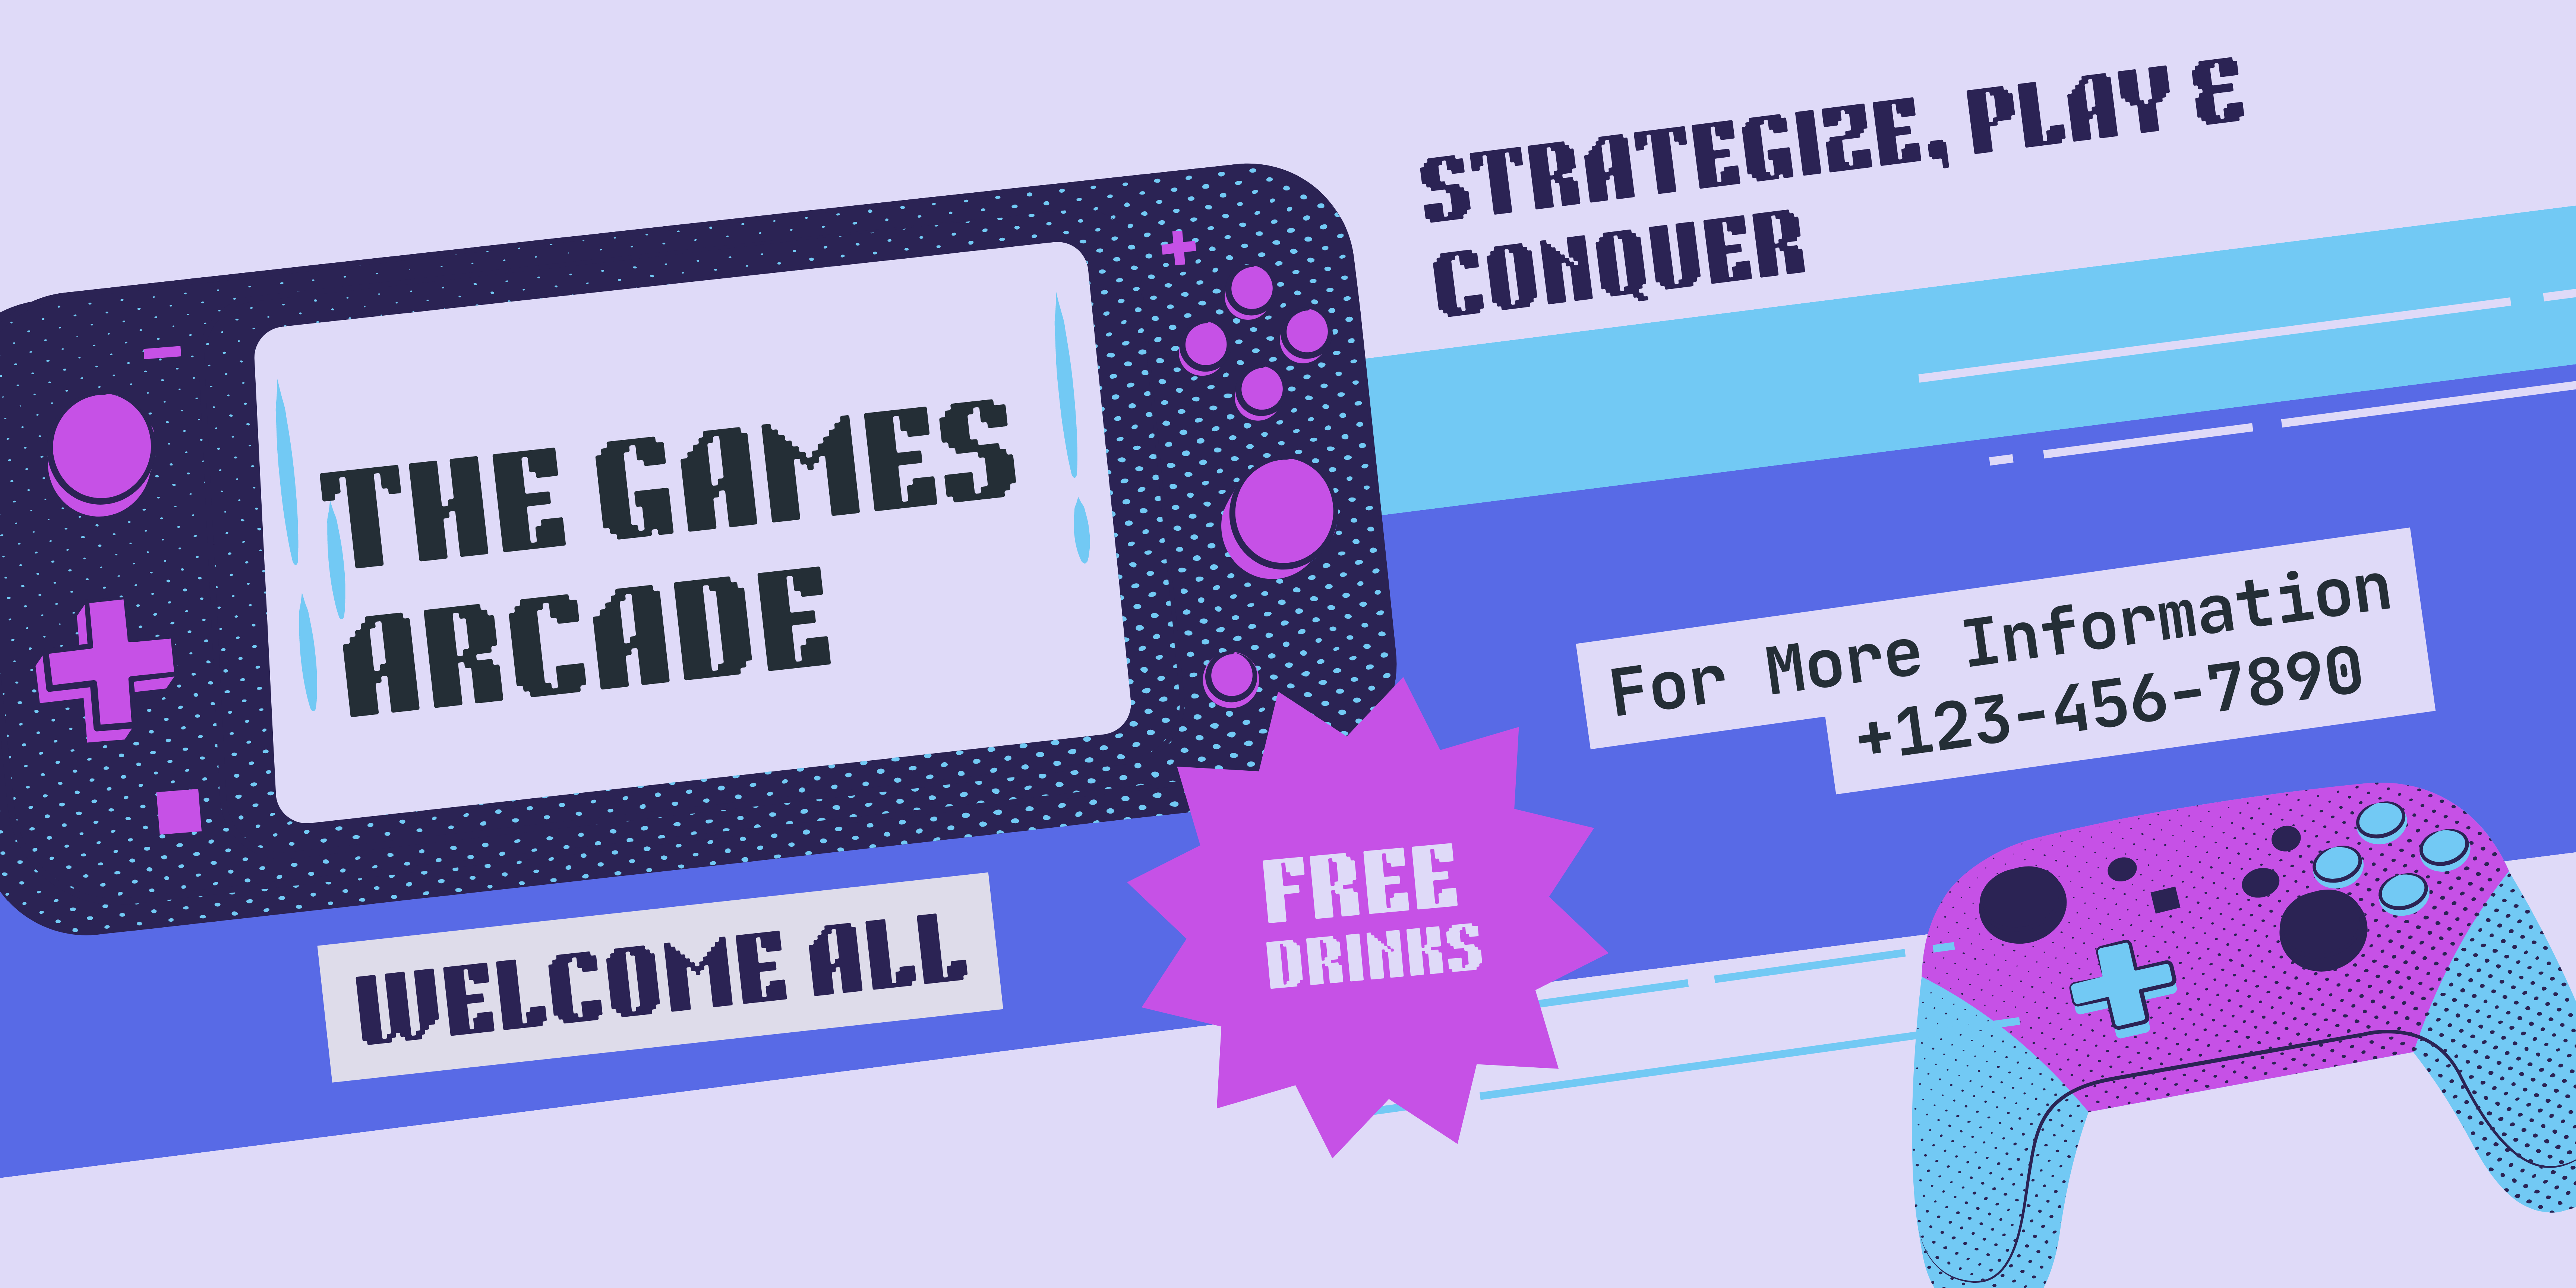 STRATEGIZE, PLAY &
CONQUER
THE GAMES
ARCADE
For More Information
+123-456-7890
FREE
DRINKS
WELCOME ALL